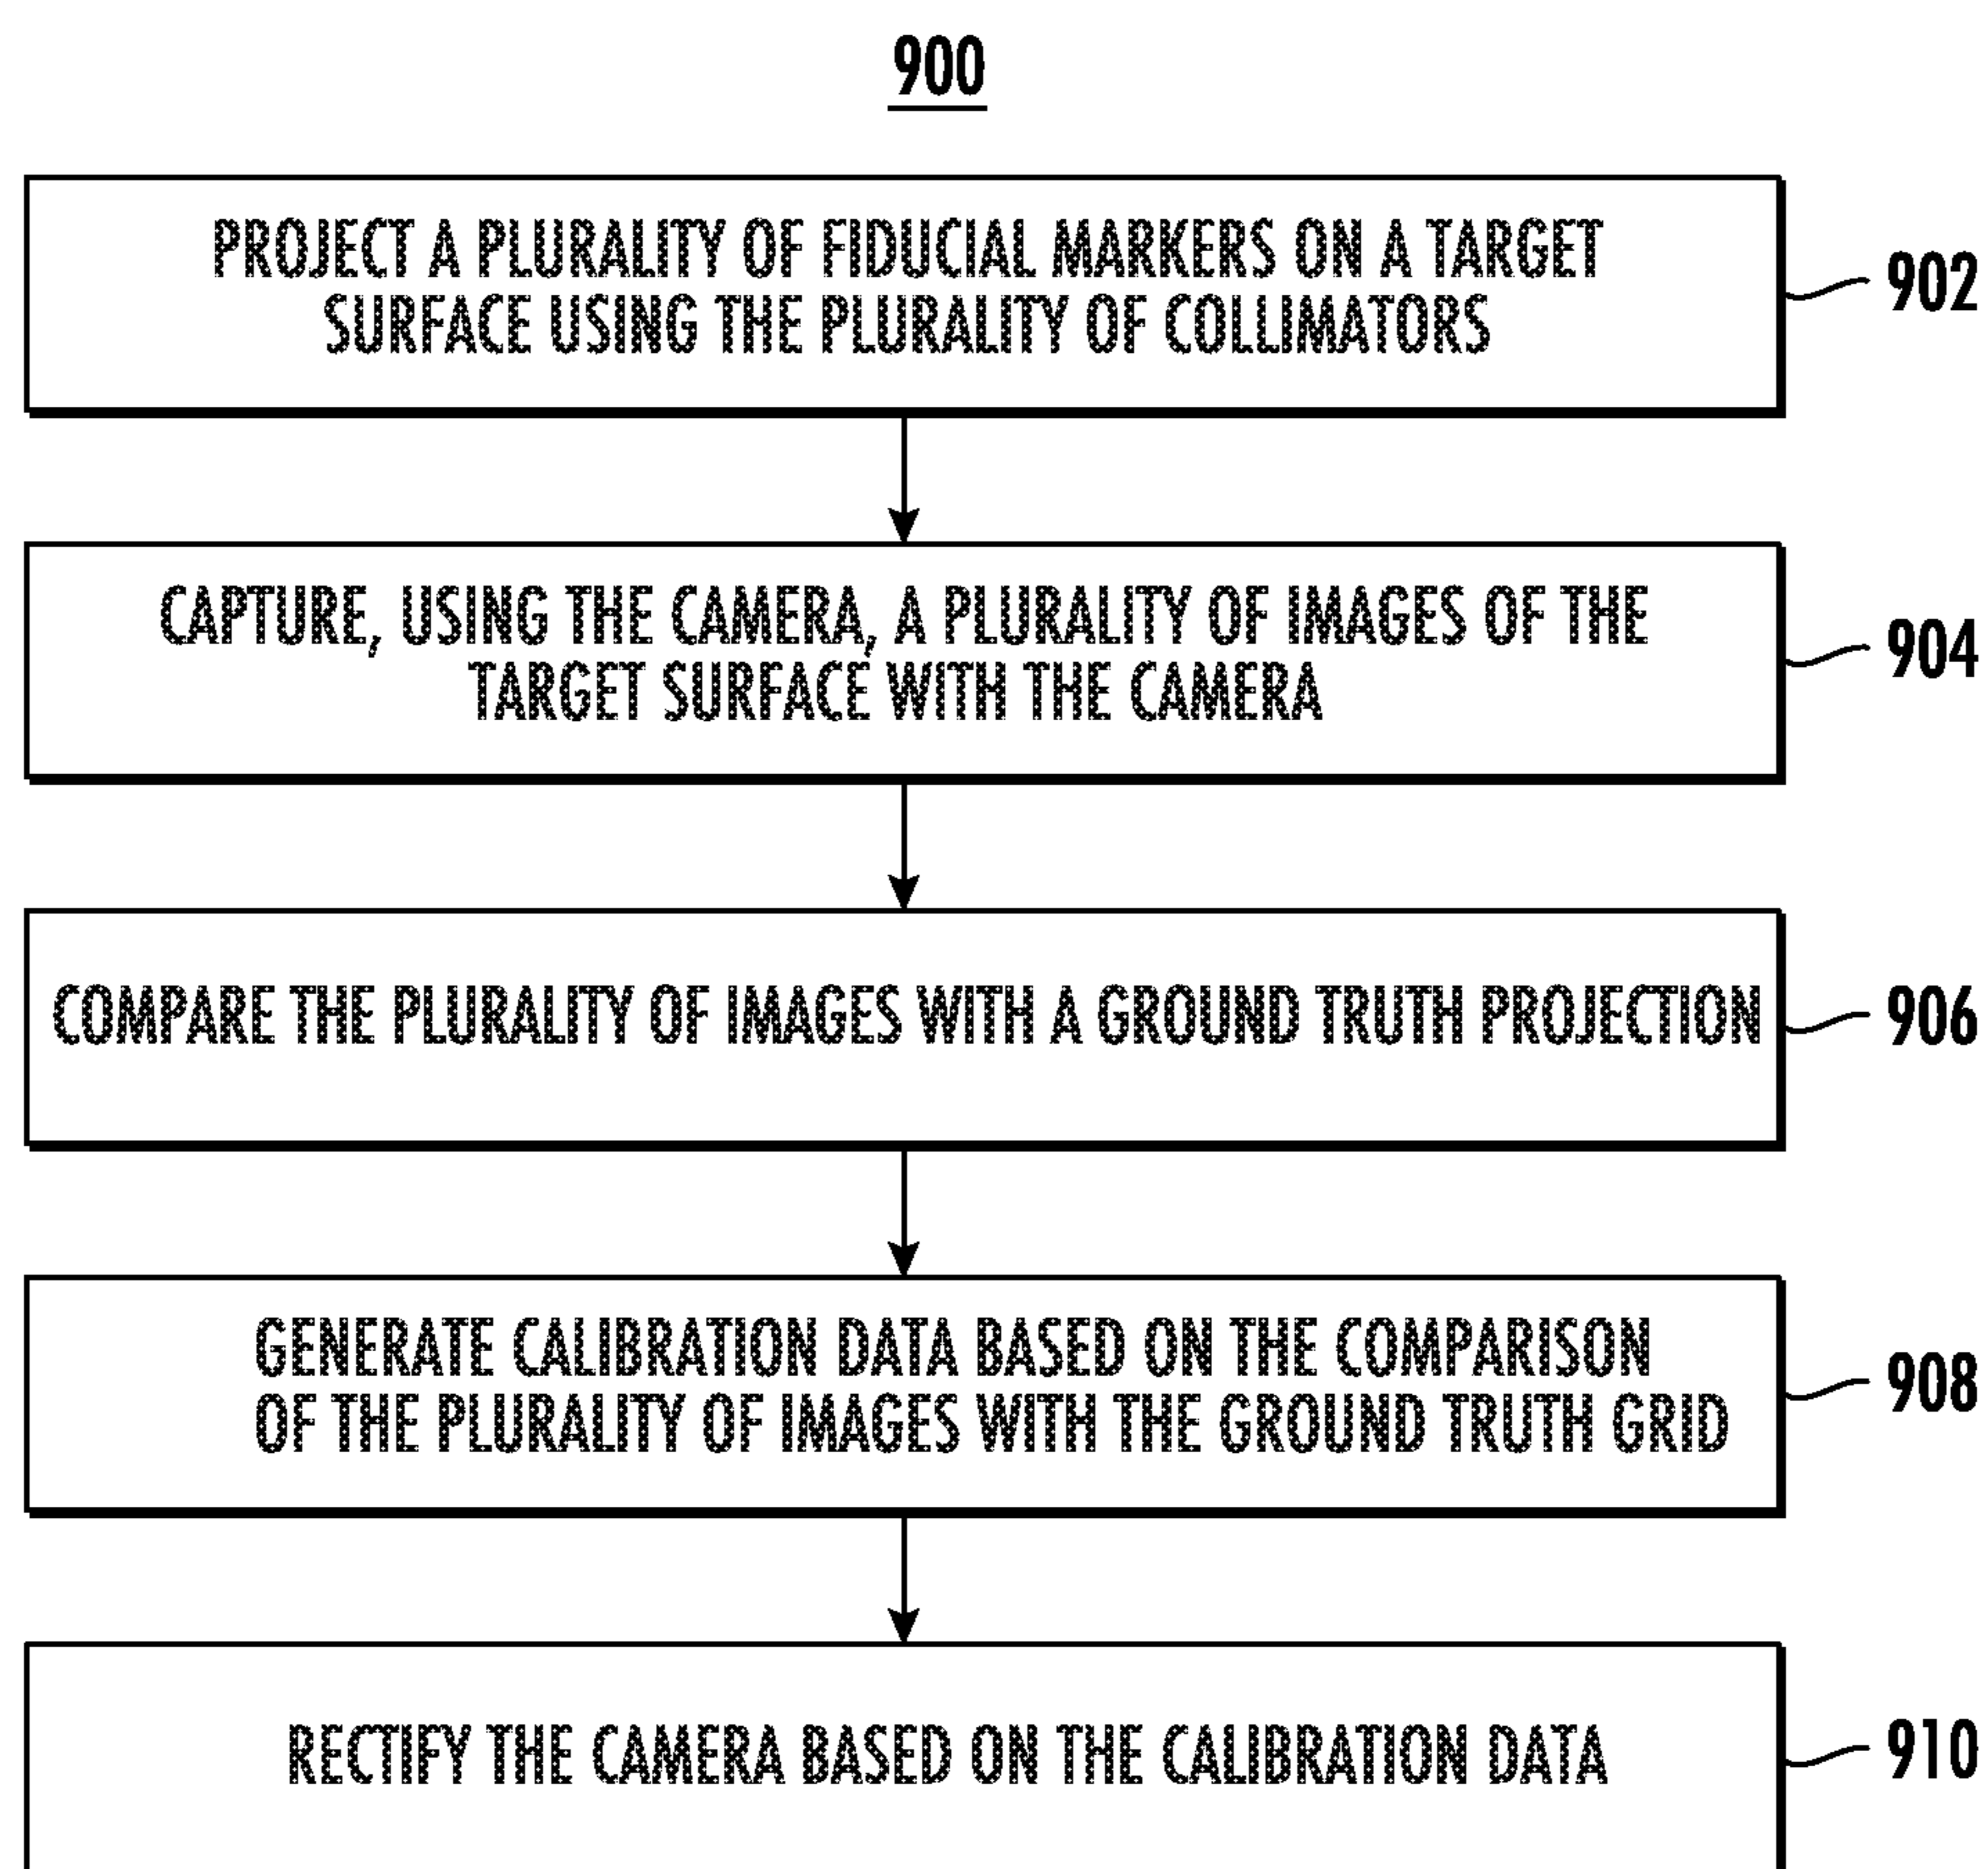 900
PROJECT A PLURALITY OF FIDUCIAL MARKERS ON A TARGET
SURFACE USING THE PLURALITY OF COLLIMATORS
902
CAPTURE, USING THE CAMERA, A PLURALITY OF IMAGES OF THE
TARGET SURFACE WITH THE CAMERA
904
COMPARE THE PLURALITY OF IMAGES WITH A GROUND TRUTH PROJECTION
906
GENERATE CALIBRATION DATA BASED ON THE COMPARISON
OF THE PLURALITY OF IMAGES WITH THE GROUND TRUTH GRID
908
RECTIFY THE CAMERA BASED ON THE CALIBRATION DATA
910